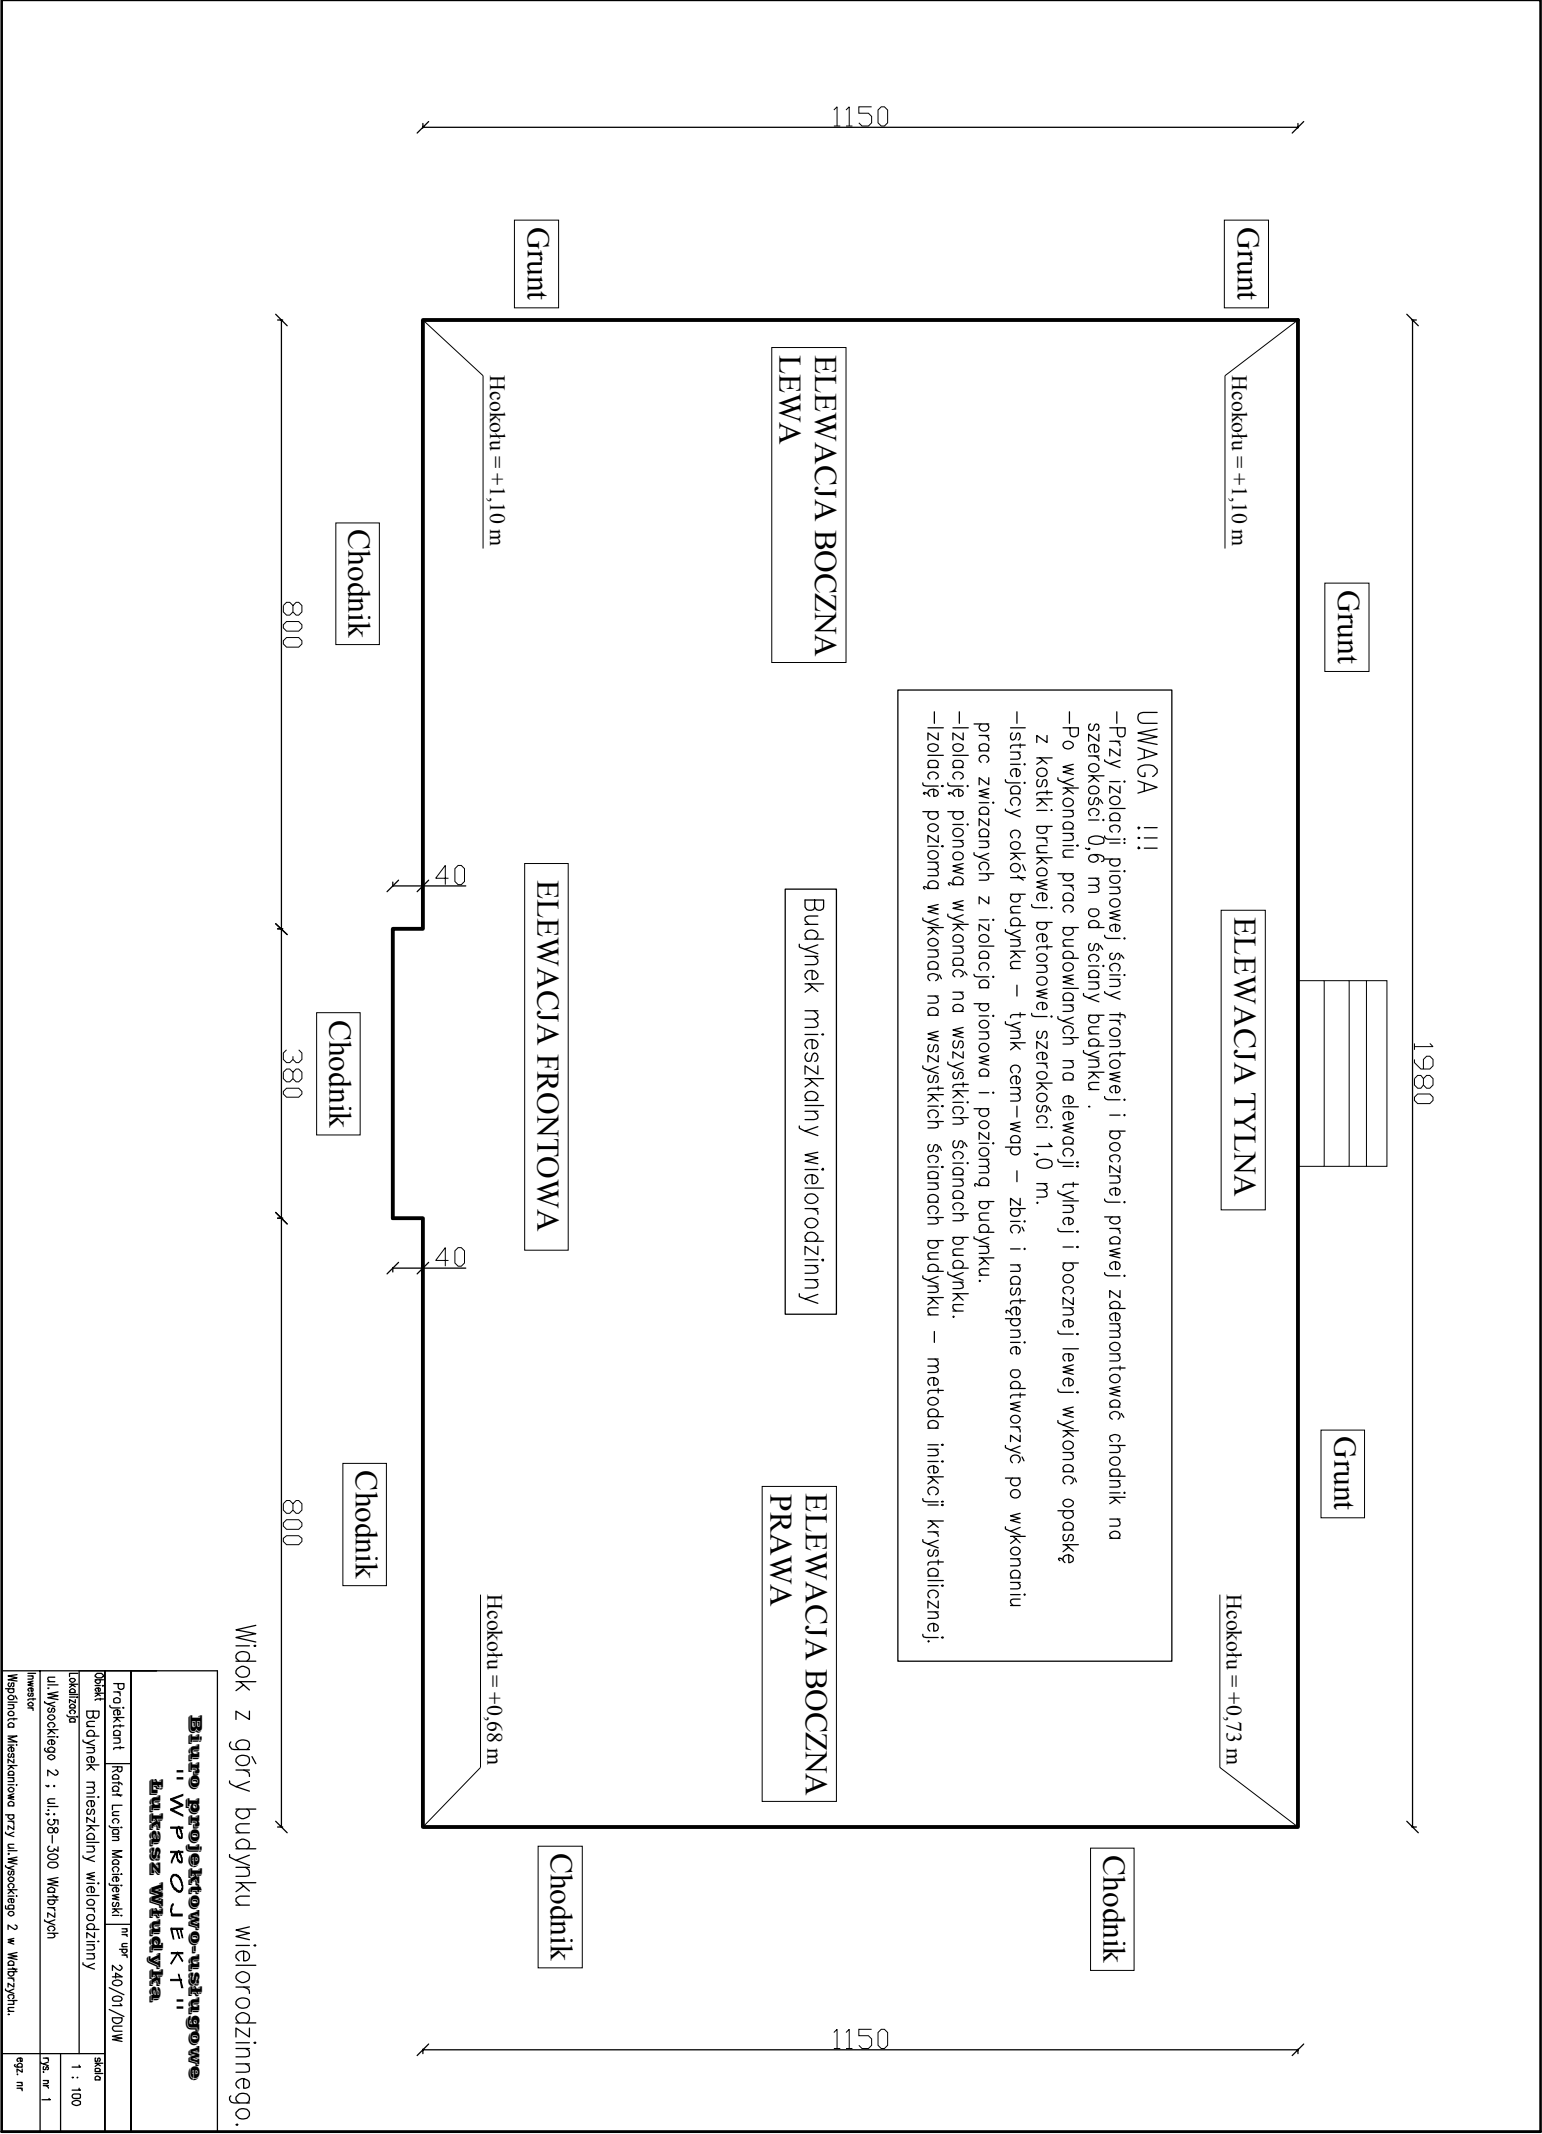 1980
Grunt
Grunt
Grunt
ELEWACJA TYLNA
Hcokołu = +1,10 m
Hcokołu = +0,73 m
Chodnik
UWAGA !!!
-Przy izolacji pionowej ściny frontowej i bocznej prawej zdemontować chodnik na
szerokości 0,6 m od ściany budynku .
-Po wykonaniu prac budowlanych na elewacji tylnej i bocznej lewej wykonać opaskę
z kostki brukowej betonowej szerokości 1,0 m.
-Istniejacy cokół budynku - tynk cem-wap - zbić i następnie odtworzyć po wykonaniu
prac zwiazanych z izolacja pionowa i poziomą budynku.
-Izolację pionową wykonać na wszystkich ścianach budynku.
-Izolację poziomą wykonać na wszystkich ścianach budynku - metoda iniekcji krystalicznej.
1150
ELEWACJA BOCZNA
LEWA
Budynek mieszkalny wielorodzinny
ELEWACJA BOCZNA
PRAWA
1150
Grunt
ELEWACJA FRONTOWA
Chodnik
Hcokołu = +1,10 m
Hcokołu = +0,68 m
40
40
Chodnik
Chodnik
Chodnik
800
380
800
Widok z góry budynku wielorodzinnego.
Biuro projektowo-usługowe
"WPROJEKT"
Łukasz Władyka
Projektant Rafał Lucjan Maciejewski nr upr 240/01/DUW
Obiekt Budynek mieszkalny wielorodzinny
skala
1 : 100
Lokalizacja
ul.Wysockiego 2 ; ul.;58-300 Wałbrzych
rys. nr 1
Inwestor
Wspólnota Mieszkaniowa przy ul.Wysockiego 2 w Wałbrzychu.
egz. nr